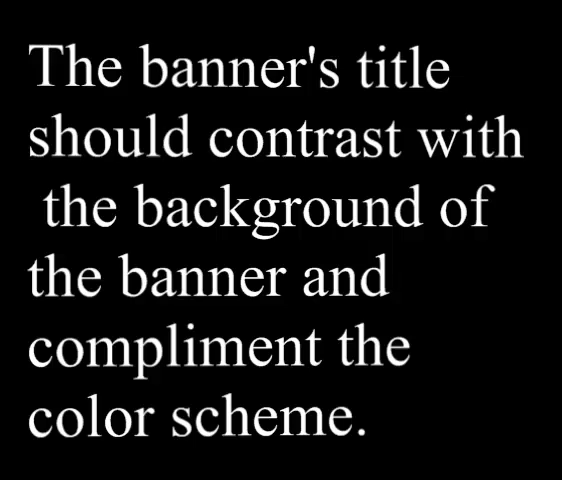 The banner's title
should contrast with
the background of
the banner and
compliment the
color scheme.